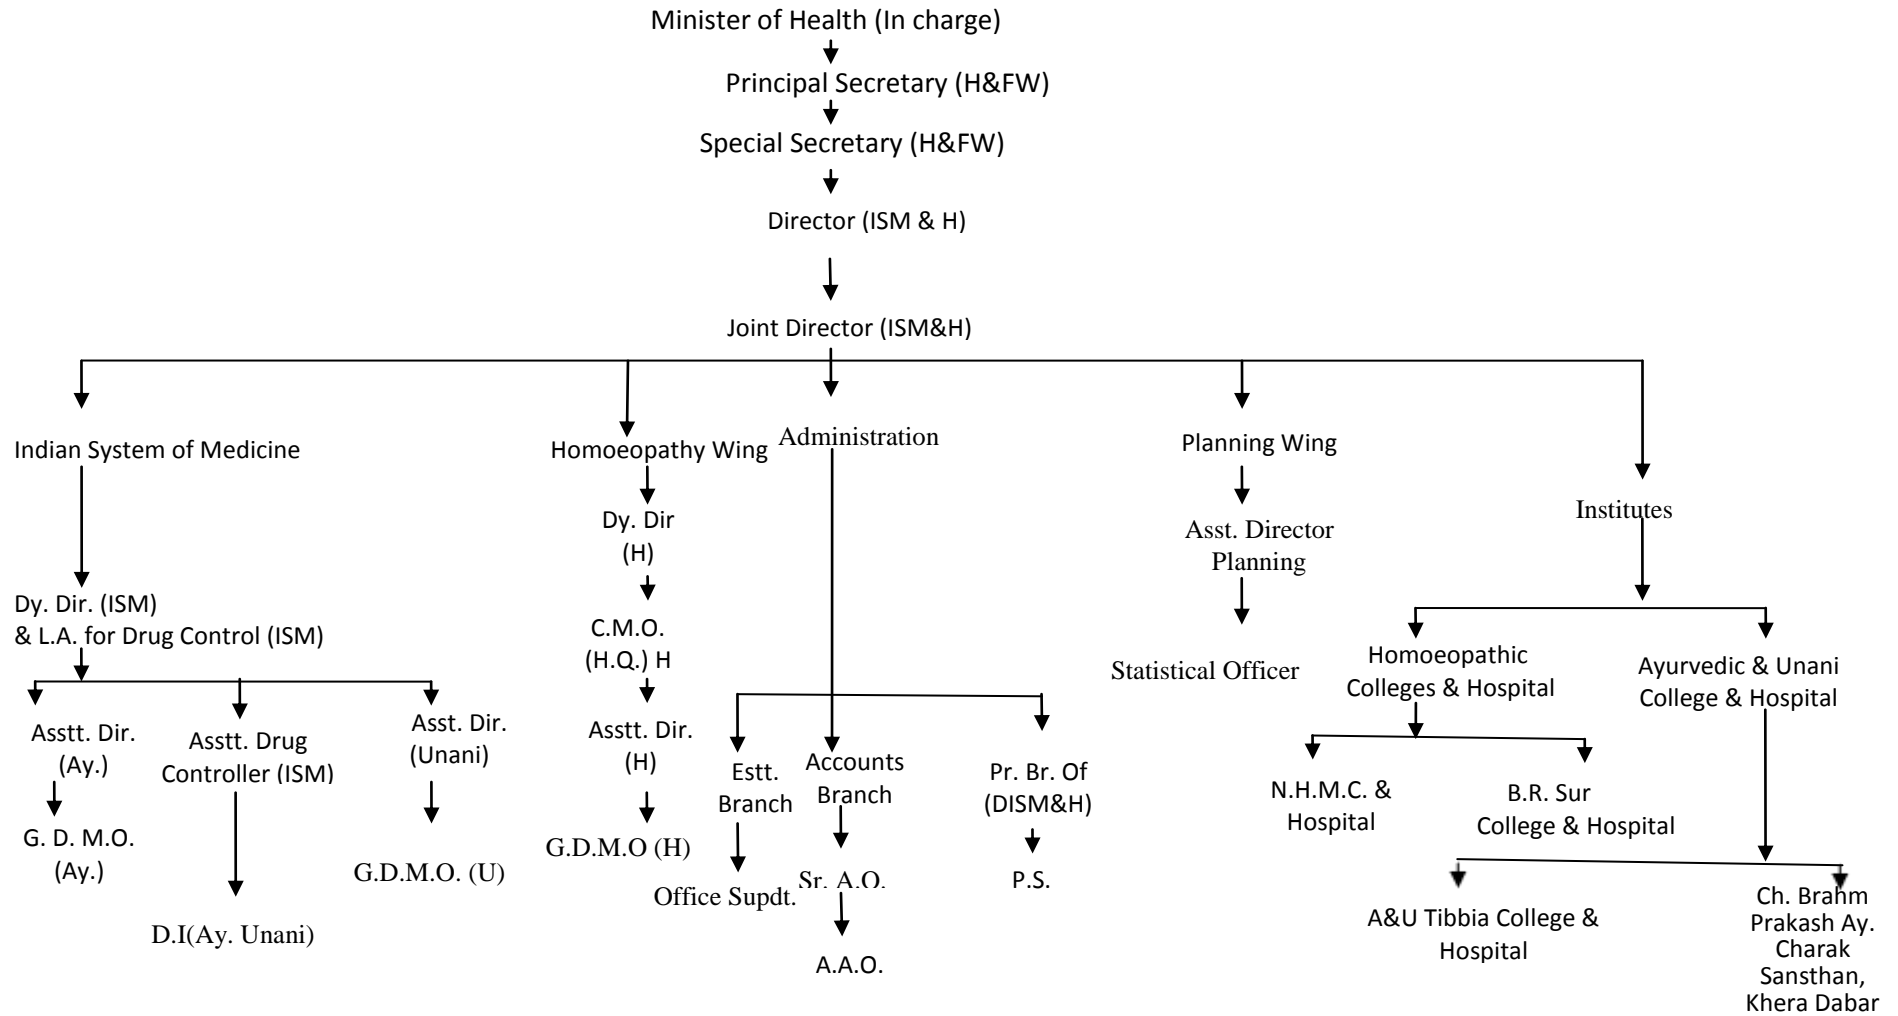 Minister of Health (In charge)
Principal Secretary (H&FW)
Special Secretary (H&FW)
Director (ISM & H)
Joint Director (ISM&H)
Indian System of Medicine
Homoeopathy Wing
Administration
Planning Wing
Institutes
Dy. Dir. (ISM)
& L.A. for Drug Control (ISM)
Asstt. Dir.
(Ay.)
G. D. M.O.
(Ay.)
Asstt. Drug
Controller (ISM)
D.I(Ay. Unani)
Asst. Dir.
(Unani)
G.D.M.O. (U)
Dy. Dir
(H)
C.M.O.
(H.Q.) H
Asstt. Dir.
(H)
G.D.M.O (H)
Estt.
Branch
Office Supdt.
Accounts
Branch
Sr. A.O.
A.A.O.
Pr. Br. Of
(DISM&H)
P.S.
Asst. Director
Planning
Statistical Officer
Homoeopathic
Colleges & Hospital
N.H.M.C. &
Hospital
B.R. Sur
College & Hospital
Ayurvedic & Unani
College & Hospital
A&U Tibbia College &
Hospital
Ch. Brahm
Prakash Ay.
Charak
Sansthan,
Khera Dabar